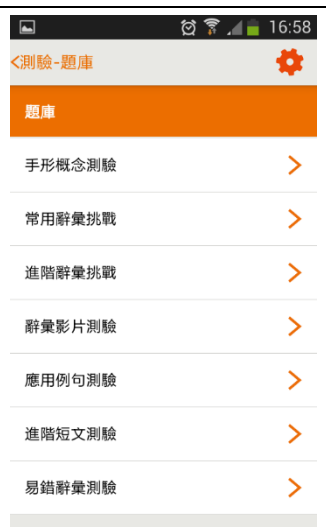 16:58
<測驗-題庫
題庫
手形概念測驗
常用辭彙挑戰
進階辭彙挑戰
辭彙影片測驗
應用例句測驗
進階短文測驗
易錯辭彙測驗